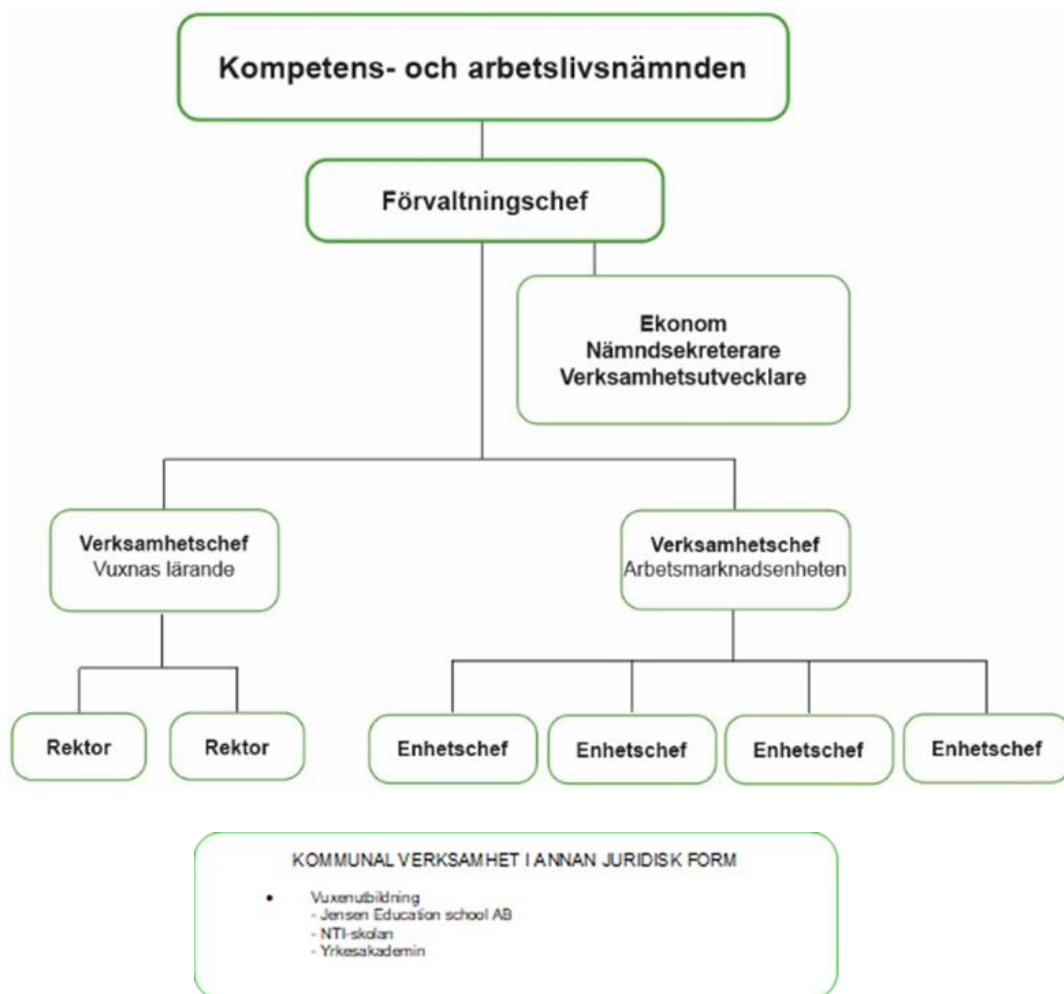 Kompetens- och arbetslivsnämnden
Förvaltningschef
Ekonom
Nämndsekreterare
Verksamhetsutvecklare
Verksamhetschef
Vuxnas lärande
Verksamhetschef
Arbetsmarknadsenheten
Rektor
Rektor
Enhetschef
Enhetschef
Enhetschef
Enhetschef
KOMMUNAL VERKSAMHET I ANNAN JURIDISK FORM
• Vuxenutbildning
- Jensen Education school AB
- NTI-skolan
- Yrkesakademin